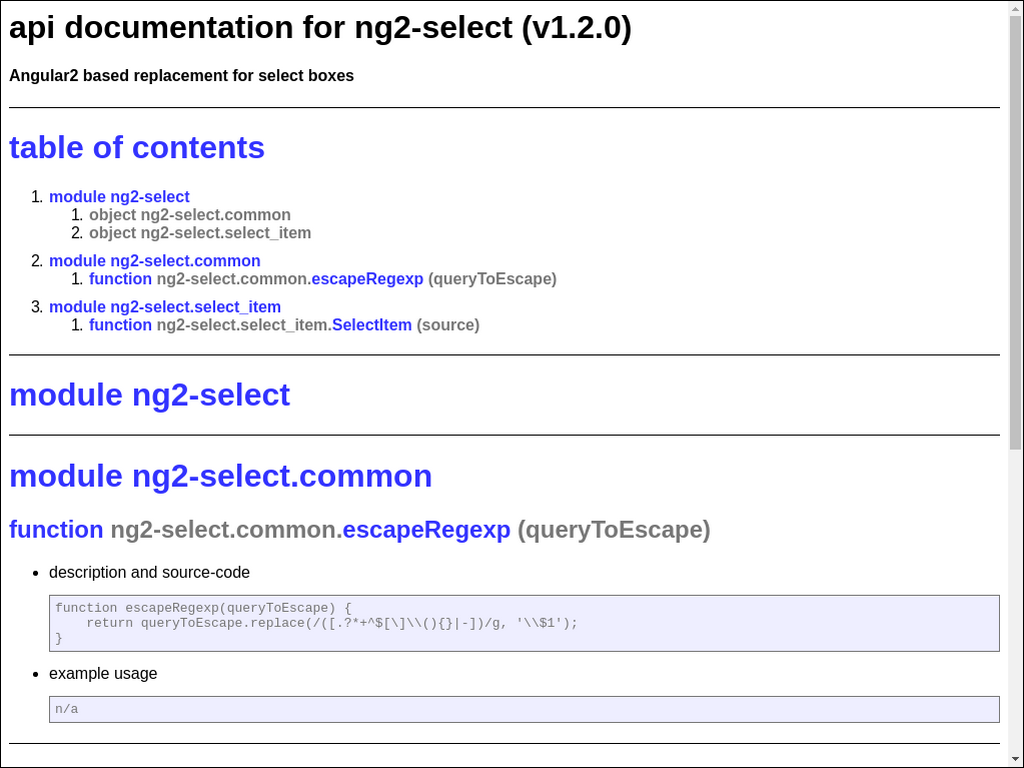 api documentation for ng2-select (v1.2.0)
Angular2 based replacement for select boxes
table of contents
1. module ng2-select
1. object ng2-select.common
2. object ng2-select.select_item
2. module ng2-select.common
1. function ng2-select.common.escapeRegexp (queryToEscape)
3. module ng2-select.select_item
1. function ng2-select.select_item.SelectItem (source)
module ng2-select
module ng2-select.common
function ng2-select.common.escapeRegexp (queryToEscape)
• description and source-code
function escapeRegexp(queryToEscape) {
    return queryToEscape.replace(/([.?*+^$[\]\\(){}|-])/g, '\\$1');
}
• example usage
n/a